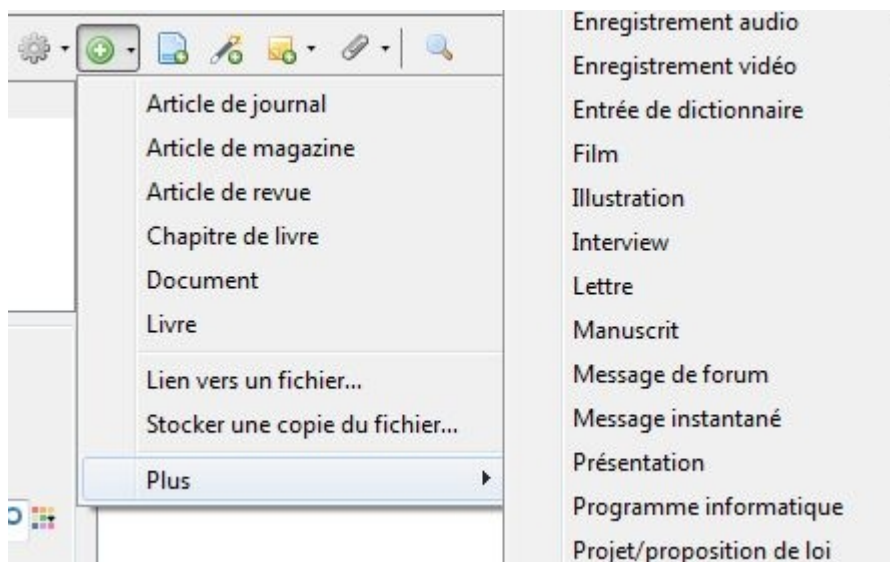 Article de journal
Article de magazine
Article de revue
Chapitre de livre
Document
Livre
Lien vers un fichier...
Stocker une copie du fichier...
Plus
Enregistrement audio
Enregistrement vidéo
Entrée de dictionnaire
Film
Illustration
Interview
Lettre
Manuscrit
Message de forum
Message instantané
Présentation
Programme informatique
Projet/proposition de loi